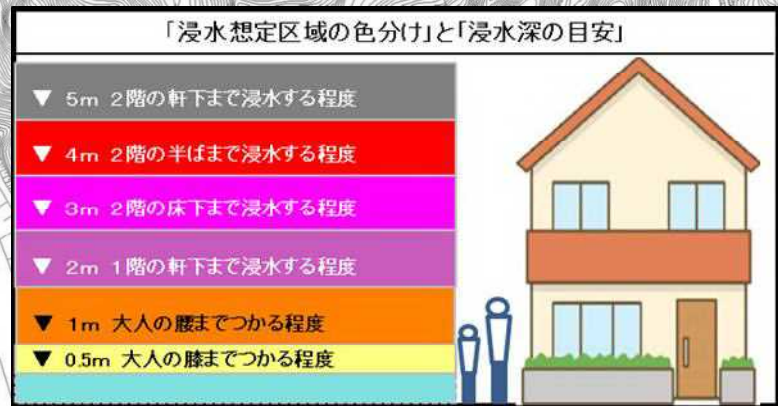 「浸水想定区域の色分け」と「浸水深の目安」
▼ 5m 2階の軒下まで浸水する程度
▼ 4m 2階の半ばまで浸水する程度
▼ 3m 2階の床下まで浸水する程度
▼ 2m 1階の軒下まで浸水する程度
▼ 1m 大人の腰までつかる程度
▼ 0.5m 大人の膝までつかる程度